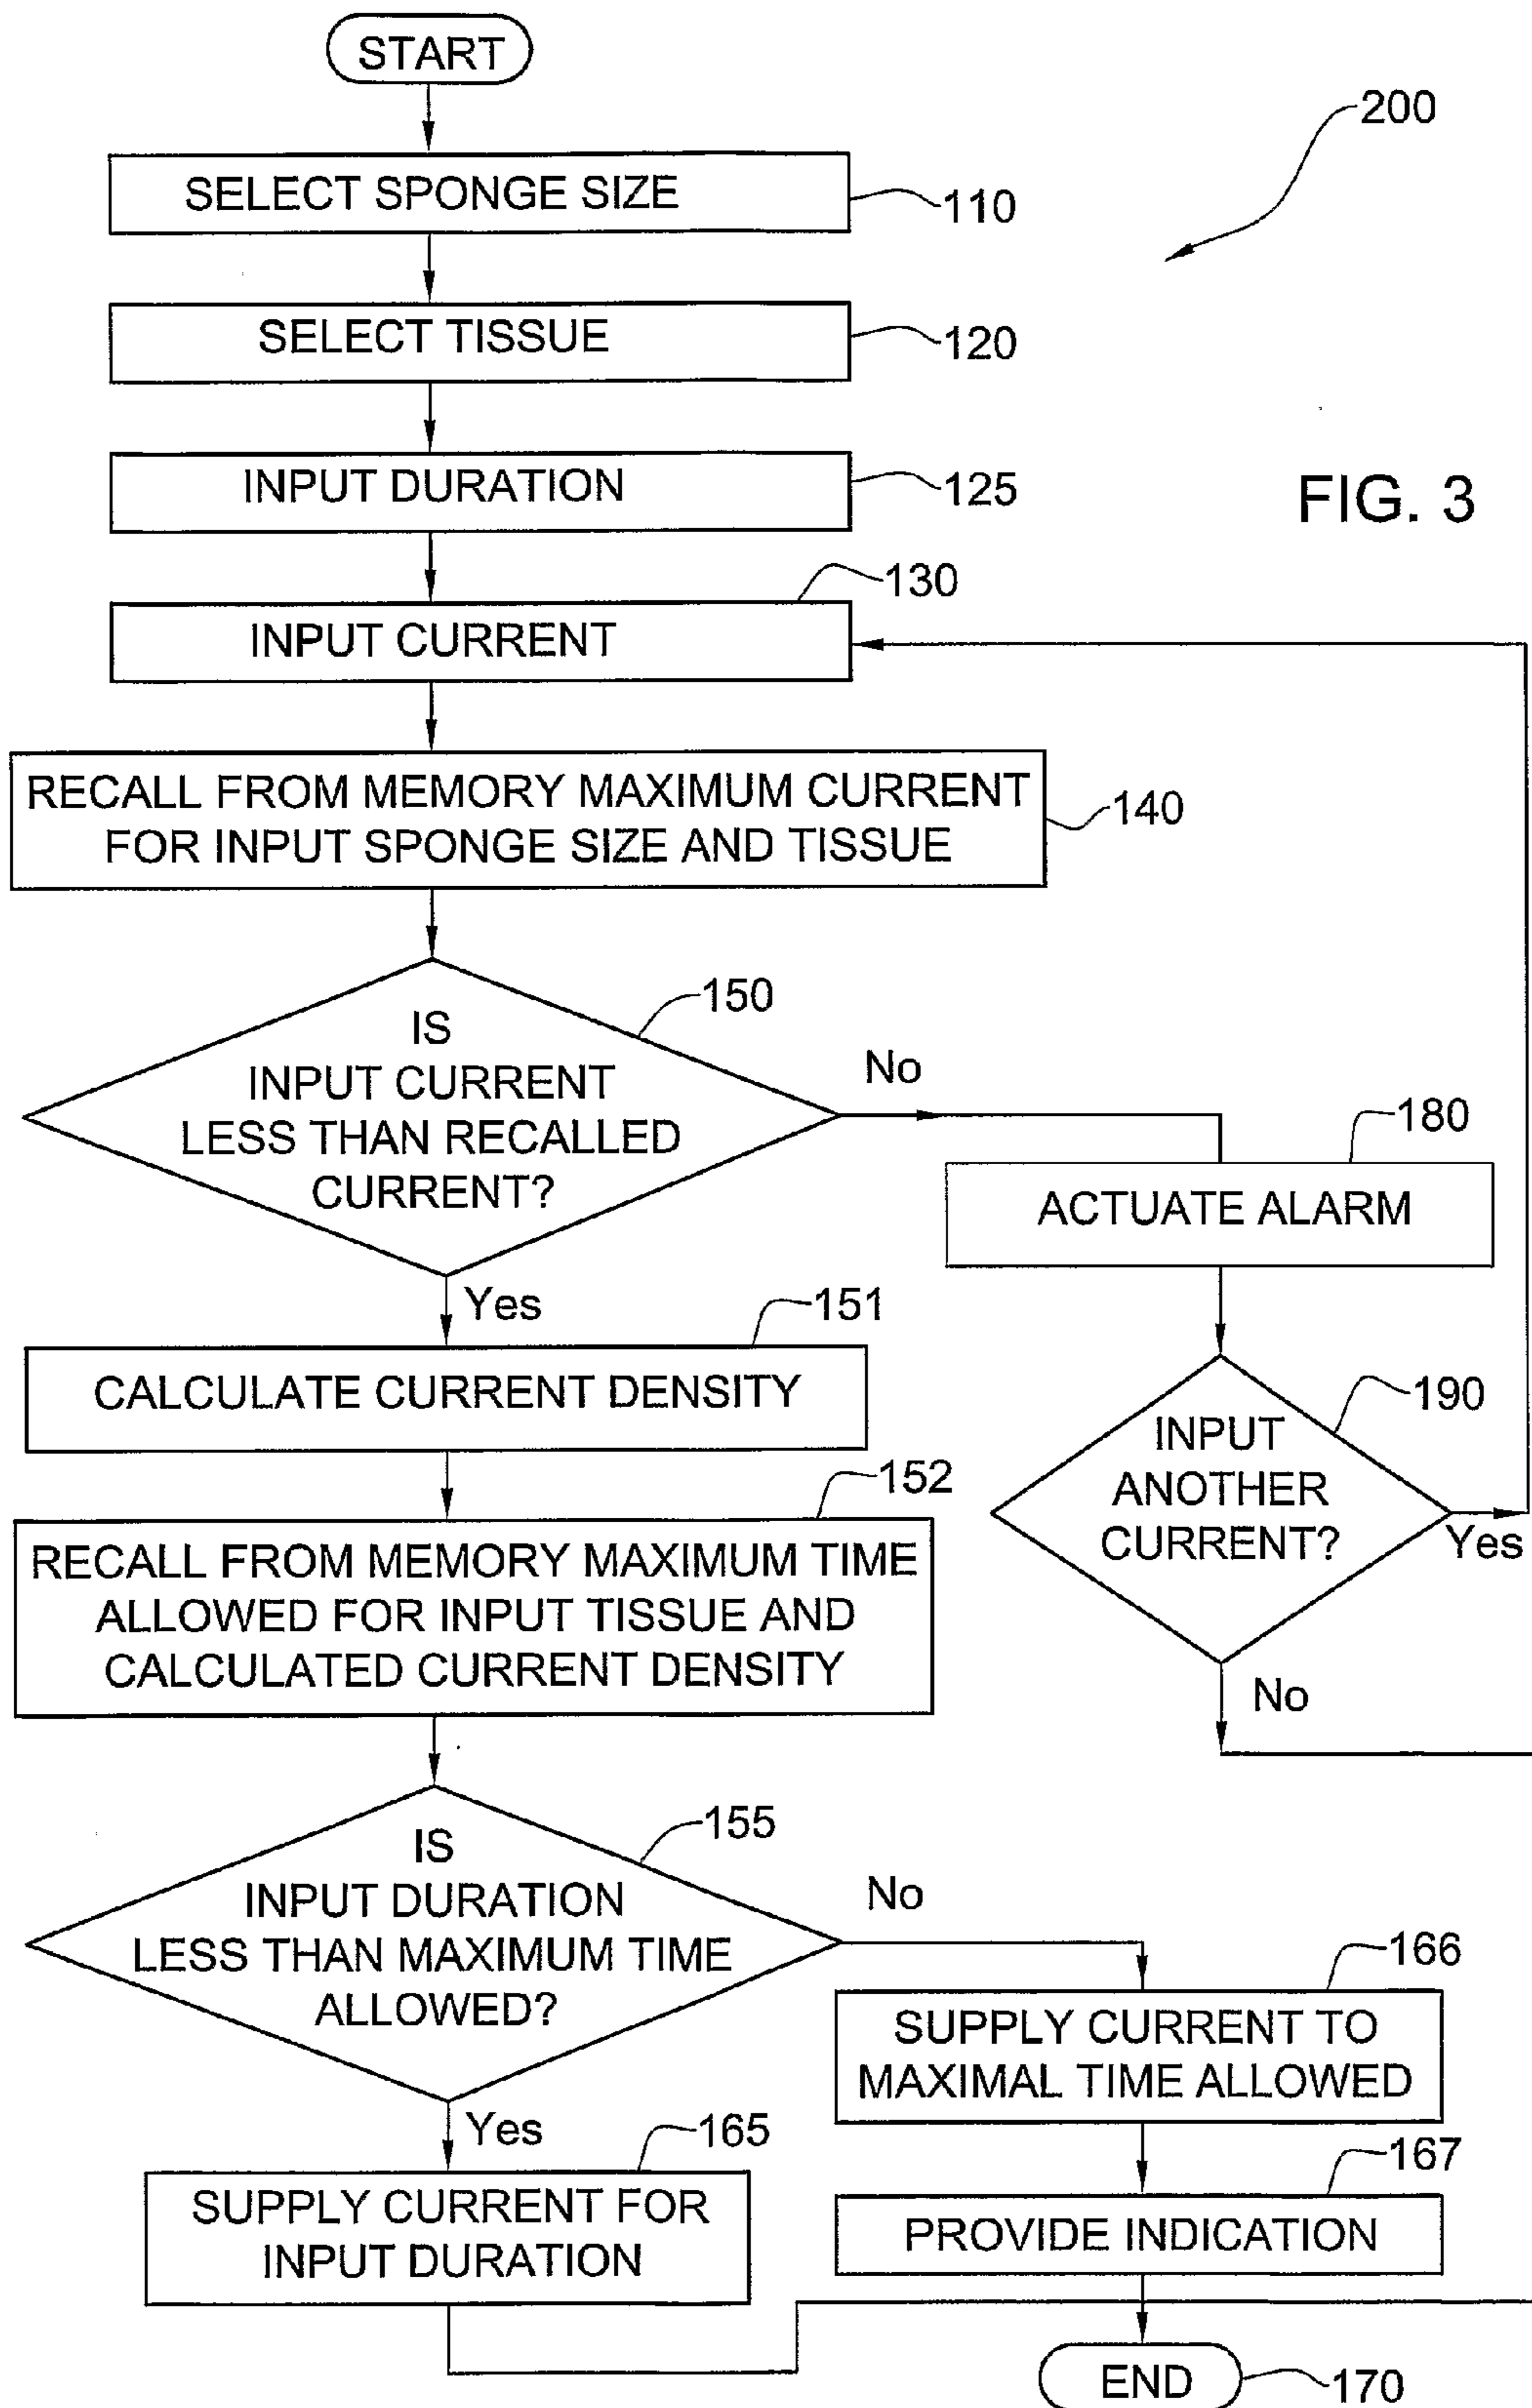 START
200
SELECT SPONGE SIZE
110
SELECT TISSUE
120
INPUT DURATION
125
FIG. 3
130
INPUT CURRENT
RECALL FROM MEMORY MAXIMUM CURRENT
FOR INPUT SPONGE SIZE AND TISSUE
140
150
IS
INPUT CURRENT
LESS THAN RECALLED
CURRENT?
No
180
ACTUATE ALARM
Yes
151
CALCULATE CURRENT DENSITY
190
INPUT
ANOTHER
CURRENT?
Yes
No
152
RECALL FROM MEMORY MAXIMUM TIME
ALLOWED FOR INPUT TISSUE AND
CALCULATED CURRENT DENSITY
155
IS
INPUT DURATION
LESS THAN MAXIMUM TIME
ALLOWED?
No
166
SUPPLY CURRENT TO
MAXIMAL TIME ALLOWED
Yes
165
SUPPLY CURRENT FOR
INPUT DURATION
167
PROVIDE INDICATION
END
170